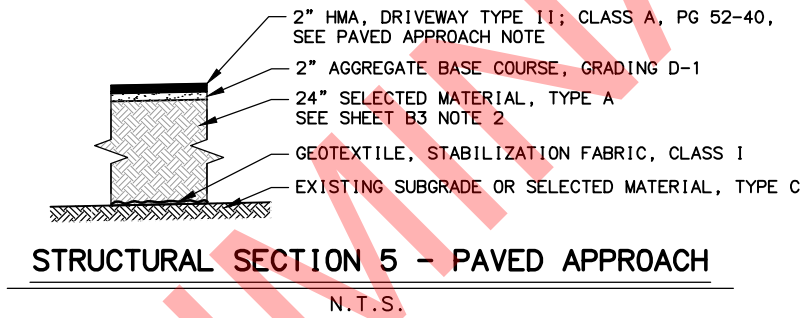 2" HMA, DRIVEWAY TYPE II; CLASS A, PG 52-40,
SEE PAVED APPROACH NOTE
2" AGGREGATE BASE COURSE, GRADING D-1
24" SELECTED MATERIAL, TYPE A
SEE SHEET B3 NOTE 2
GEOTEXTILE, STABILIZATION FABRIC, CLASS I
EXISTING SUBGRADE OR SELECTED MATERIAL, TYPE C
STRUCTURAL SECTION 5 - PAVED APPROACH
N.T.S.